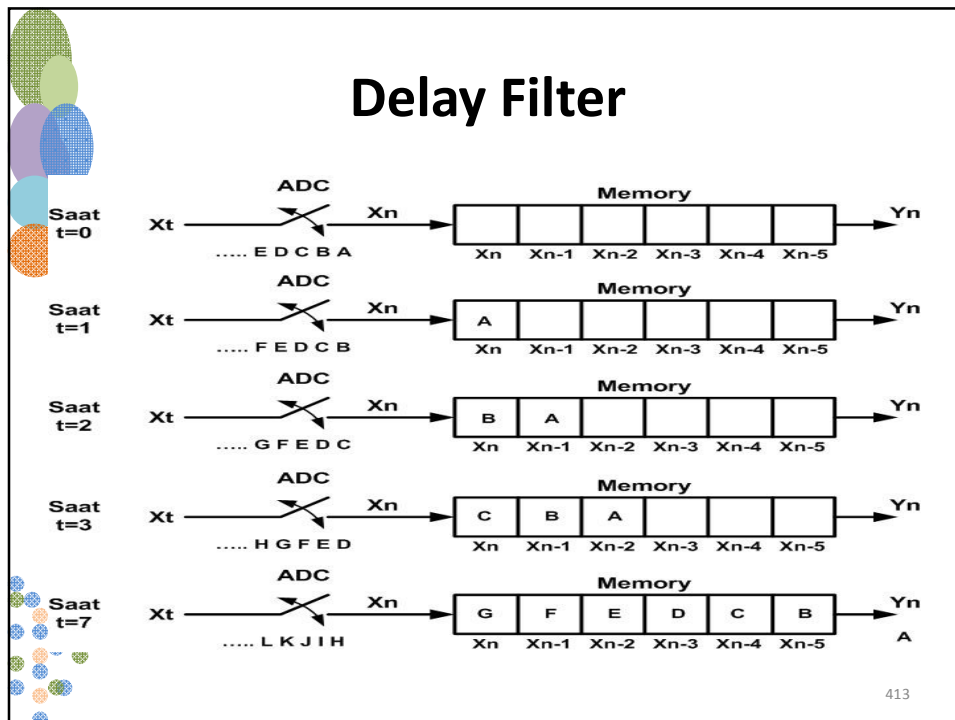 Delay Filter
ADC
Memory
Saat t=0
Xt
Xn
Yn
..... E D C B A
Xn Xn-1 Xn-2 Xn-3 Xn-4 Xn-5
ADC
Memory
Saat t=1
Xt
Xn
A
Yn
..... F E D C B
Xn Xn-1 Xn-2 Xn-3 Xn-4 Xn-5
ADC
Memory
Saat t=2
Xt
Xn
B A
Yn
..... G F E D C
Xn Xn-1 Xn-2 Xn-3 Xn-4 Xn-5
ADC
Memory
Saat t=3
Xt
Xn
C B A
Yn
..... H G F E D
Xn Xn-1 Xn-2 Xn-3 Xn-4 Xn-5
ADC
Memory
Saat t=7
Xt
Xn
G F E D C B
Yn
A
..... L K J I H
Xn Xn-1 Xn-2 Xn-3 Xn-4 Xn-5
413